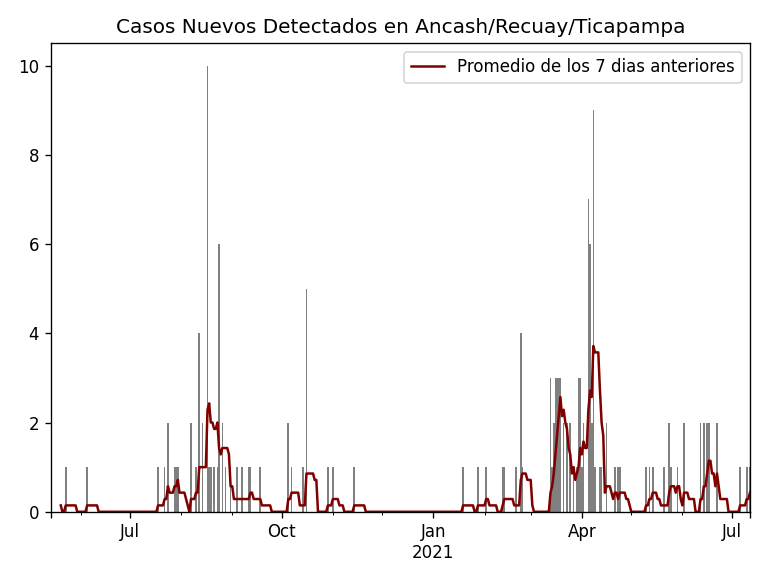 Casos Nuevos Detectados en Ancash/Recuay/Ticapampa
Promedio de los 7 dias anteriores
10
8
6
4
2
0
Jul
Oct
Jan
2021
Apr
Jul